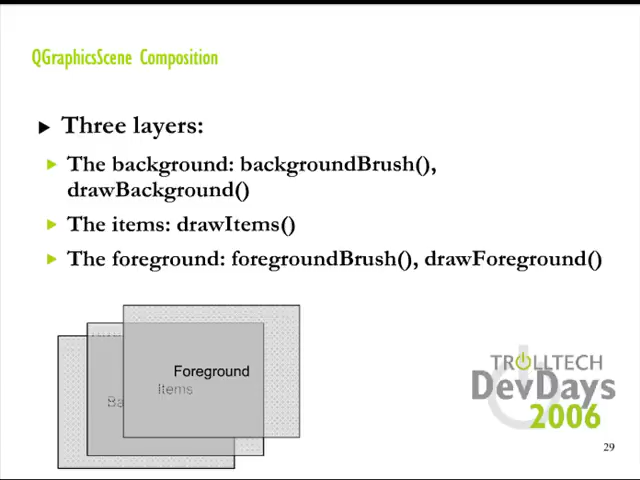 QGraphicsScene Composition
Three layers:
The background: backgroundBrush(),
drawBackground()
The items: drawItems()
The foreground: foregroundBrush(), drawForeground()
Foreground
Items
TROLLTECH
DevDays
2006
29